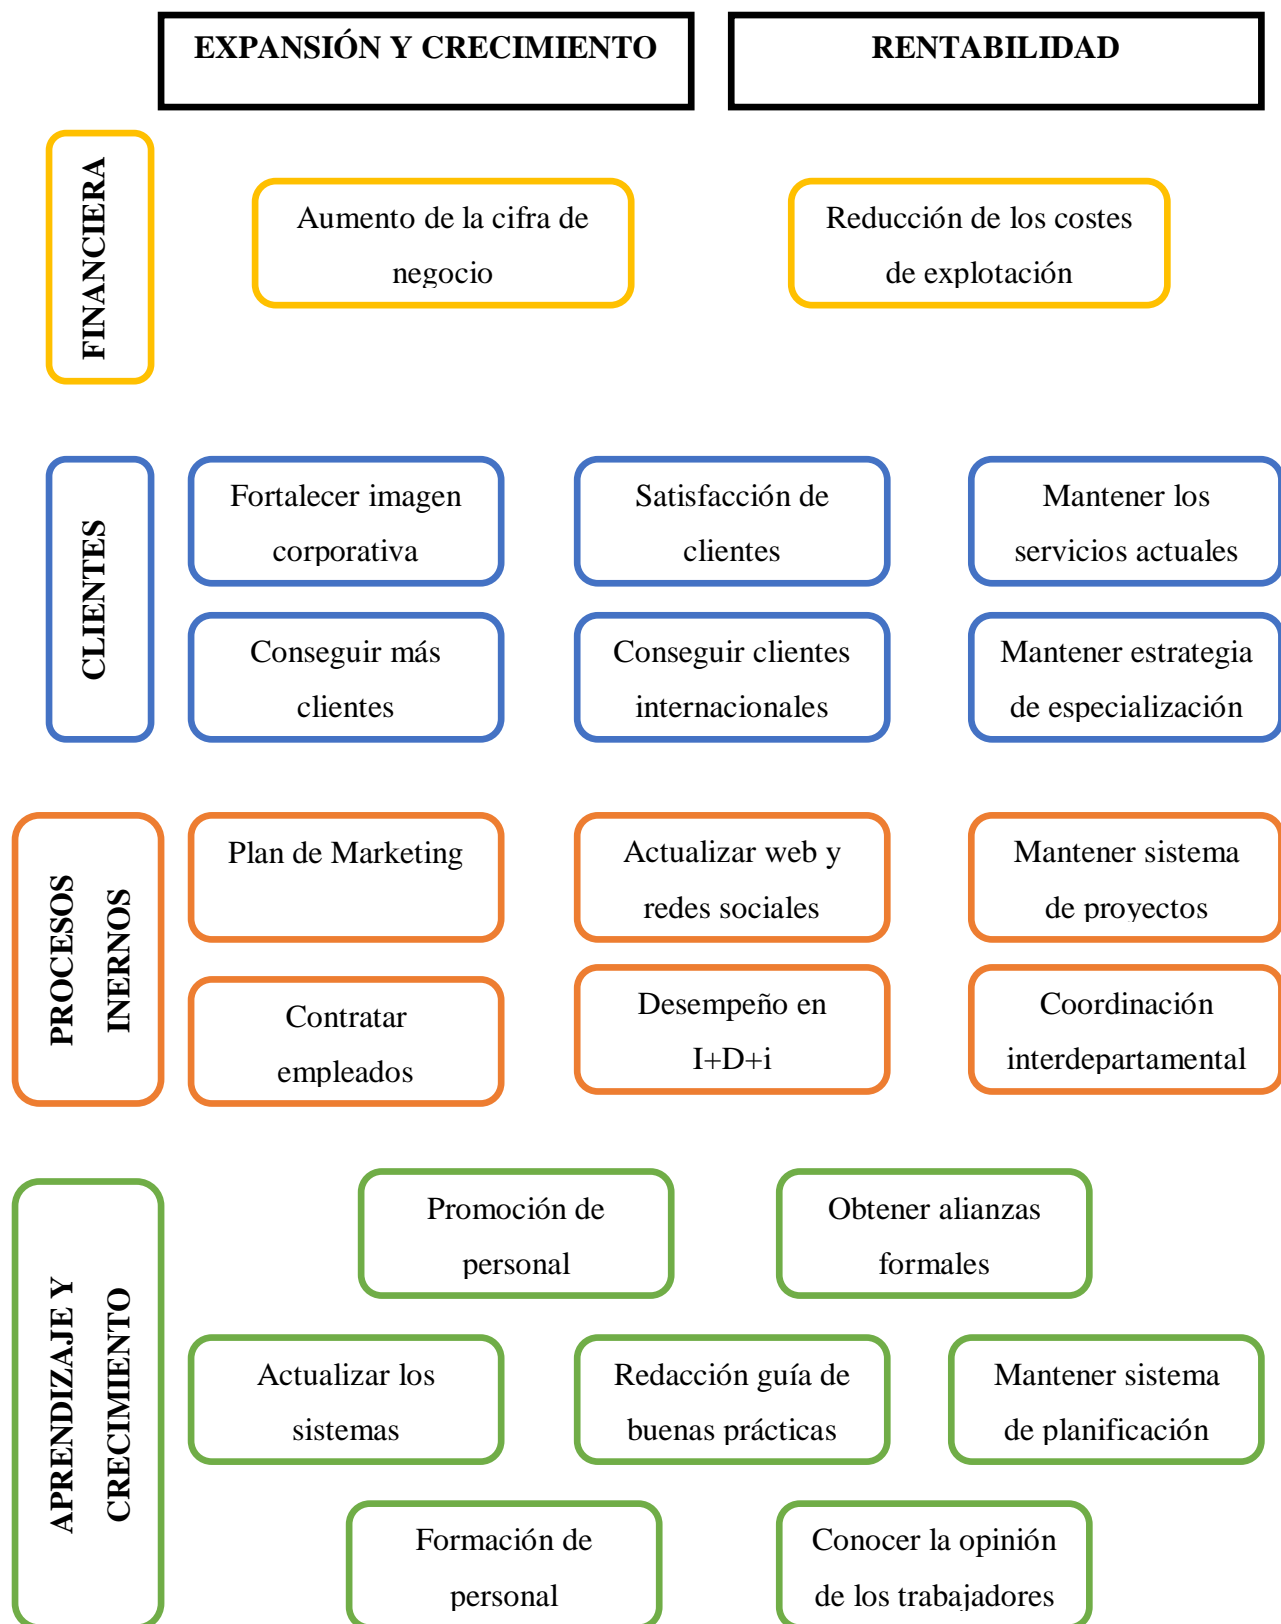 EXPANSIÓN Y CRECIMIENTO
RENTABILIDAD
FINANCIERA
Aumento de la cifra de
negocio
Reducción de los costes
de explotación
CLIENTES
Fortalecer imagen
corporativa
Satisfacción de
clientes
Mantener los
servicios actuales
Conseguir más
clientes
Conseguir clientes
internacionales
Mantener estrategia
de especialización
PROCESOS
INERNOS
Plan de Marketing
Actualizar web y
redes sociales
Mantener sistema
de proyectos
Contratar
empleados
Desempeño en
I+D+i
Coordinación
interdepartamental
APRENDIZAJE Y
CRECIMIENTO
Promoción de
personal
Obtener alianzas
formales
Actualizar los
sistemas
Redacción guía de
buenas prácticas
Mantener sistema
de planificación
Formación de
personal
Conocer la opinión
de los trabajadores